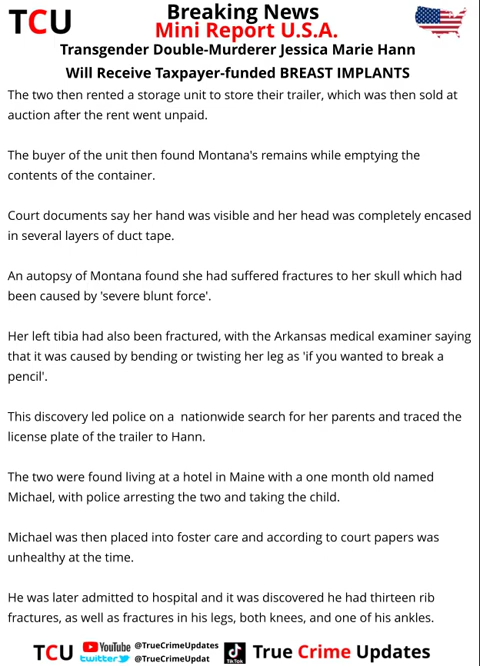 TCU
Breaking News
Mini Report U.S.A.
Transgender Double-Murderer Jessica Marie Hann
Will Receive Taxpayer-funded BREAST IMPLANTS
The two then rented a storage unit to store their trailer, which was then sold at
auction after the rent went unpaid.
The buyer of the unit then found Montana's remains while emptying the
contents of the container.
Court documents say her hand was visible and her head was completely encased
in several layers of duct tape.
An autopsy of Montana found she had suffered fractures to her skull which had
been caused by 'severe blunt force'.
Her left tibia had also been fractured, with the Arkansas medical examiner saying
that it was caused by bending or twisting her leg as 'if you wanted to break a
pencil'.
This discovery led police on a nationwide search for her parents and traced the
license plate of the trailer to Hann.
The two were found living at a hotel in Maine with a one month old named
Michael, with police arresting the two and taking the child.
Michael was then placed into foster care and according to court papers was
unhealthy at the time.
He was later admitted to hospital and it was discovered he had thirteen rib
fractures, as well as fractures in his legs, both knees, and one of his ankles.
TCU
YouTube @TrueCrimeUpdates
twitter @TrueCrimeUpdat
TikTok
True Crime Updates